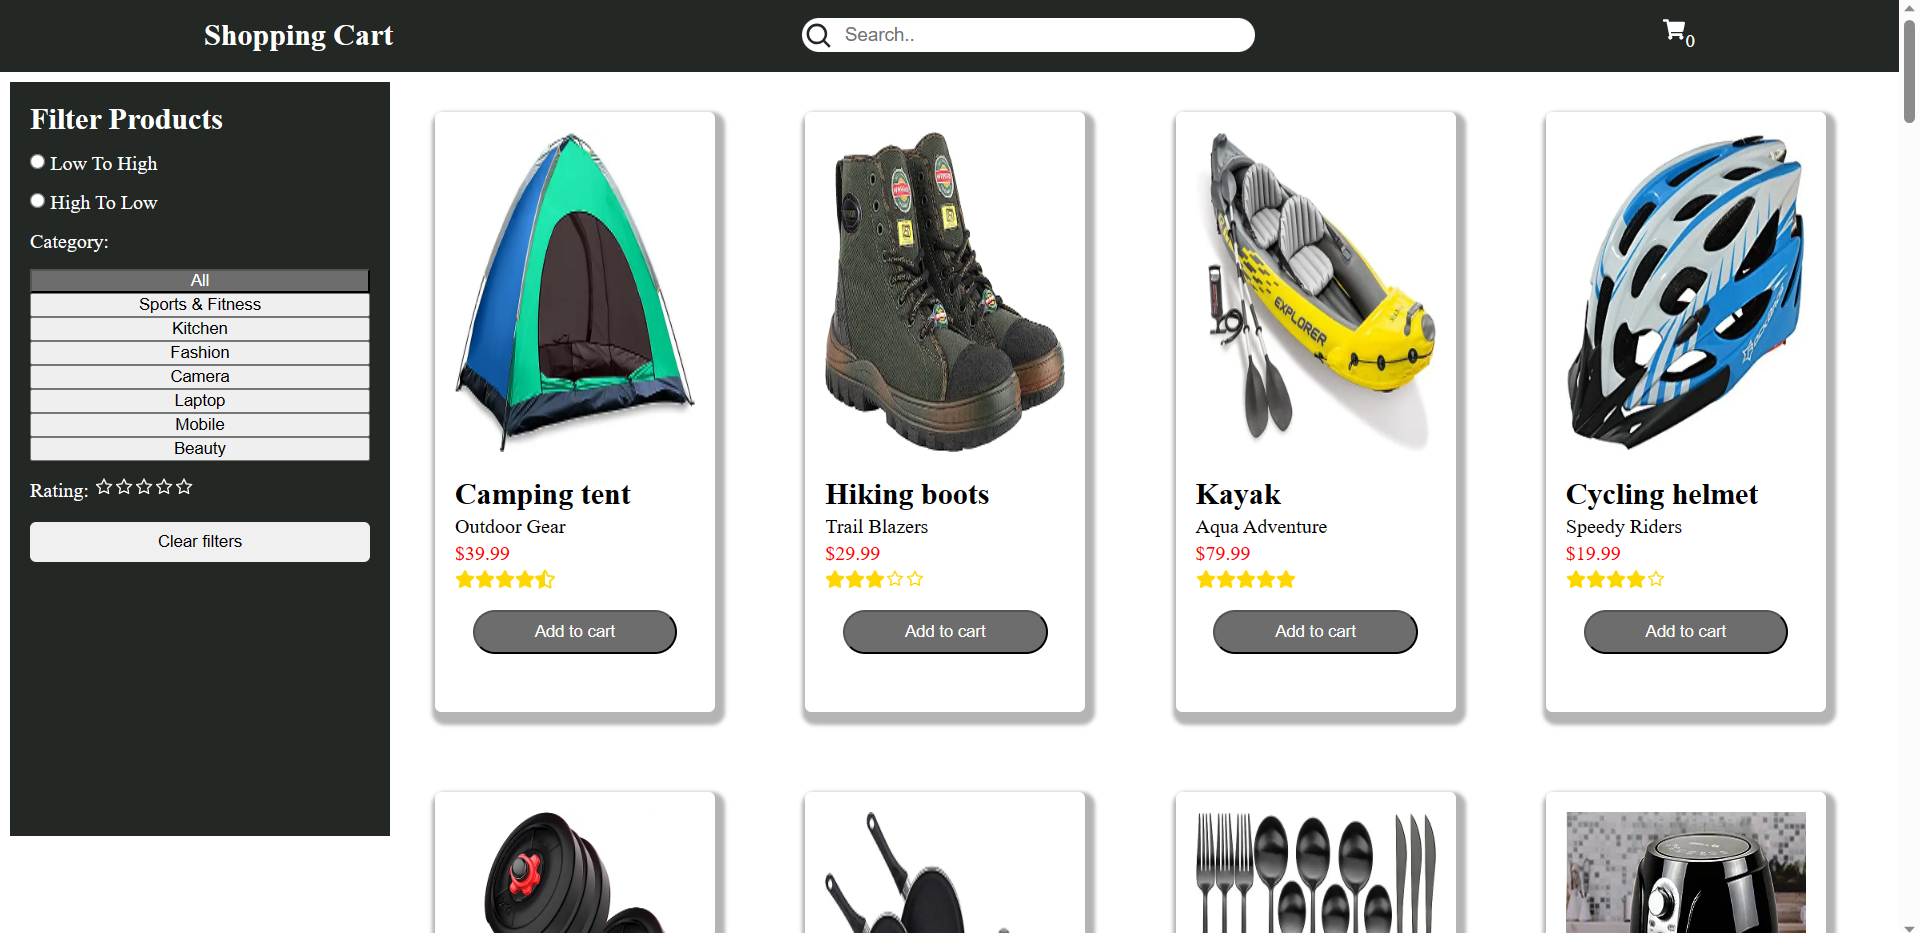 Shopping Cart
Search..
0
Filter Products
Low To High
High To Low
Category:
All
Sports & Fitness
Kitchen
Fashion
Camera
Laptop
Mobile
Beauty
Rating:
Clear filters
Camping tent
Outdoor Gear
$39.99
Add to cart
Hiking boots
Trail Blazers
$29.99
Add to cart
EXPLORER
Kayak
Aqua Adventure
$79.99
Add to cart
Cycling helmet
Speedy Riders
$19.99
Add to cart